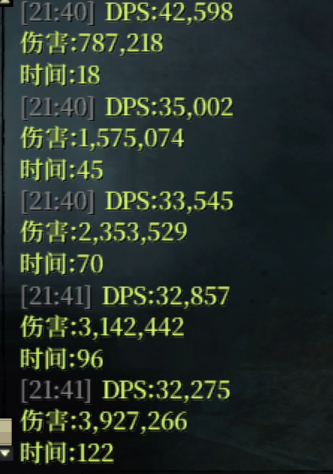 [21:40] DPS:42,598
伤害:787,218
时间:18
[21:40] DPS:35,002
伤害:1,575,074
时间:45
[21:40] DPS:33,545
伤害:2,353,529
时间:70
[21:41] DPS:32,857
伤害:3,142,442
时间:96
[21:41] DPS:32,275
伤害:3,927,266
时间:122